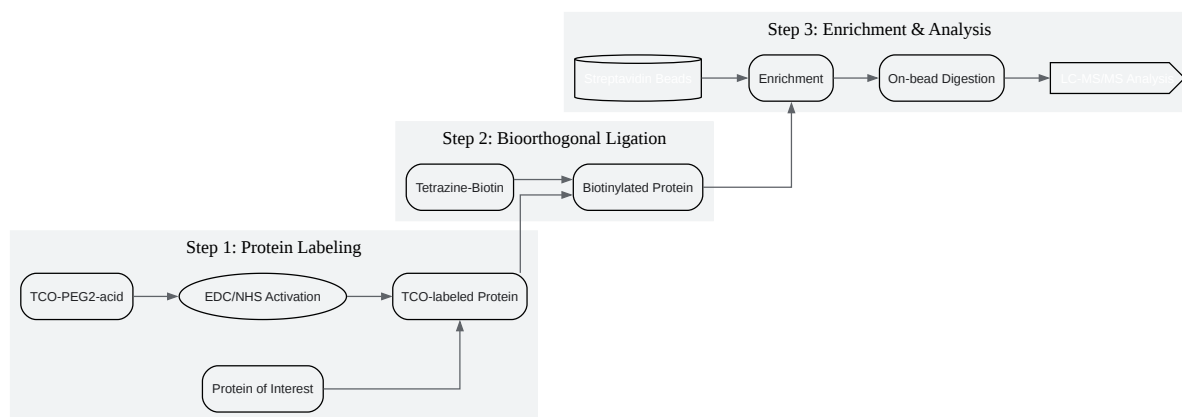 Step 3: Enrichment & Analysis
Streptavidin Beads
Enrichment
On-bead Digestion
LC-MS/MS Analysis
Step 2: Bioorthogonal Ligation
Tetrazine-Biotin
Biotinylated Protein
Step 1: Protein Labeling
TCO-PEG2-acid
EDC/NHS Activation
TCO-labeled Protein
Protein of Interest